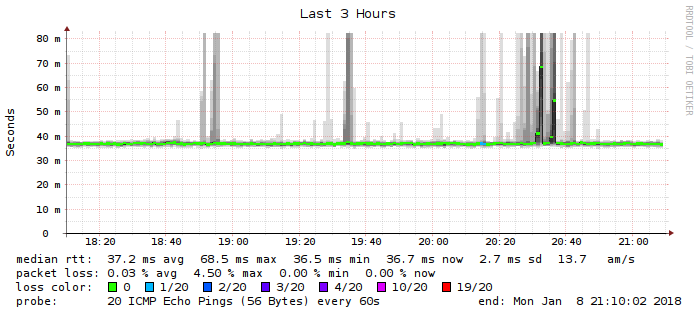 Last 3 Hours
RRDTOOL / TOBI OETIKER
Seconds
80 m
70 m
60 m
50 m
40 m
30 m
20 m
10 m
0
18:20 18:40 19:00 19:20 19:40 20:00 20:20 20:40 21:00
median rtt: 37.2 ms avg 68.5 ms max 36.5 ms min 36.7 ms now 2.7 ms sd 13.7 am/s
packet loss: 0.03 % avg 4.50 % max 0.00 % min 0.00 % now
loss color: 0 1/20 2/20 3/20 4/20 10/20 19/20
probe: 20 ICMP Echo Pings (56 Bytes) every 60s end: Mon Jan 8 21:10:02 2018